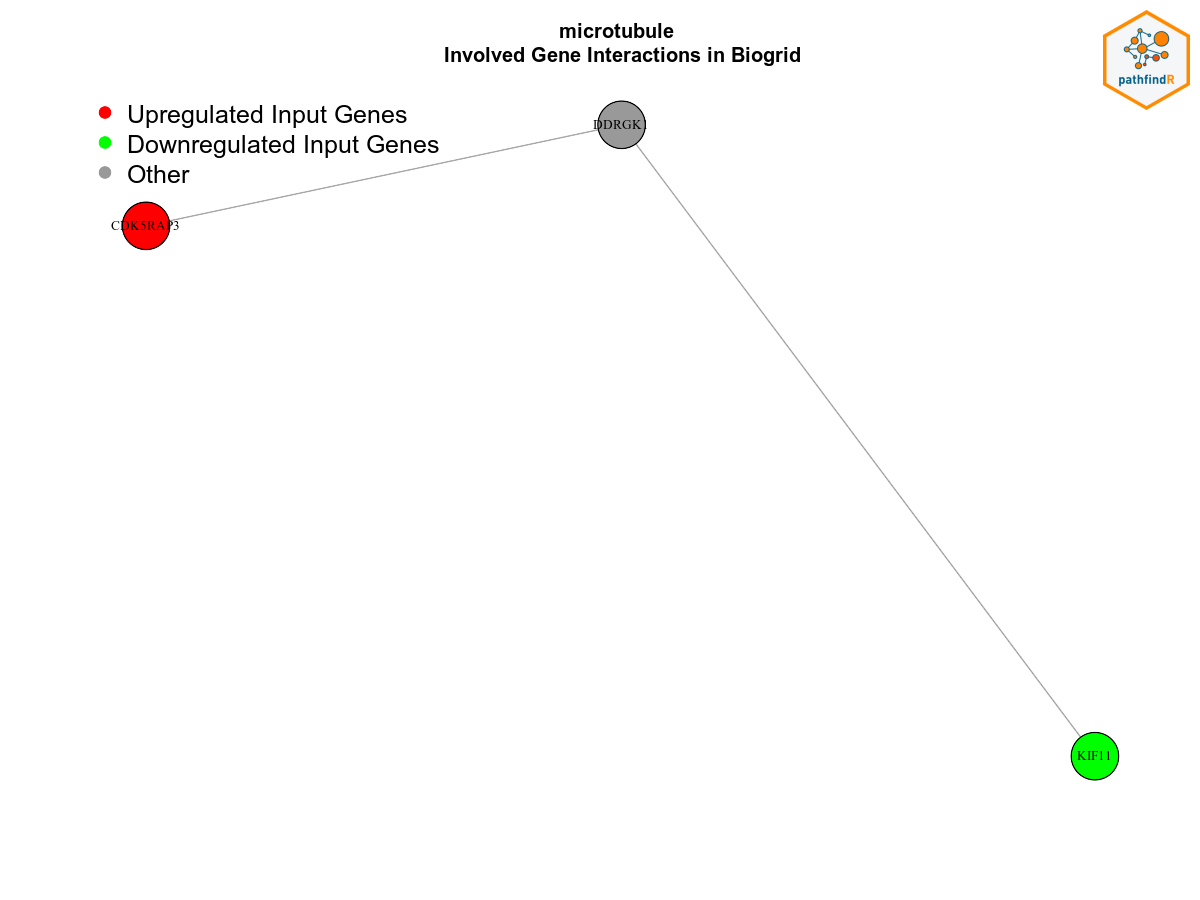 microtubule
Involved Gene Interactions in Biogrid
pathfindR
Upregulated Input Genes
Downregulated Input Genes
Other
DDRGK1
CDK5RAP3
KIF11